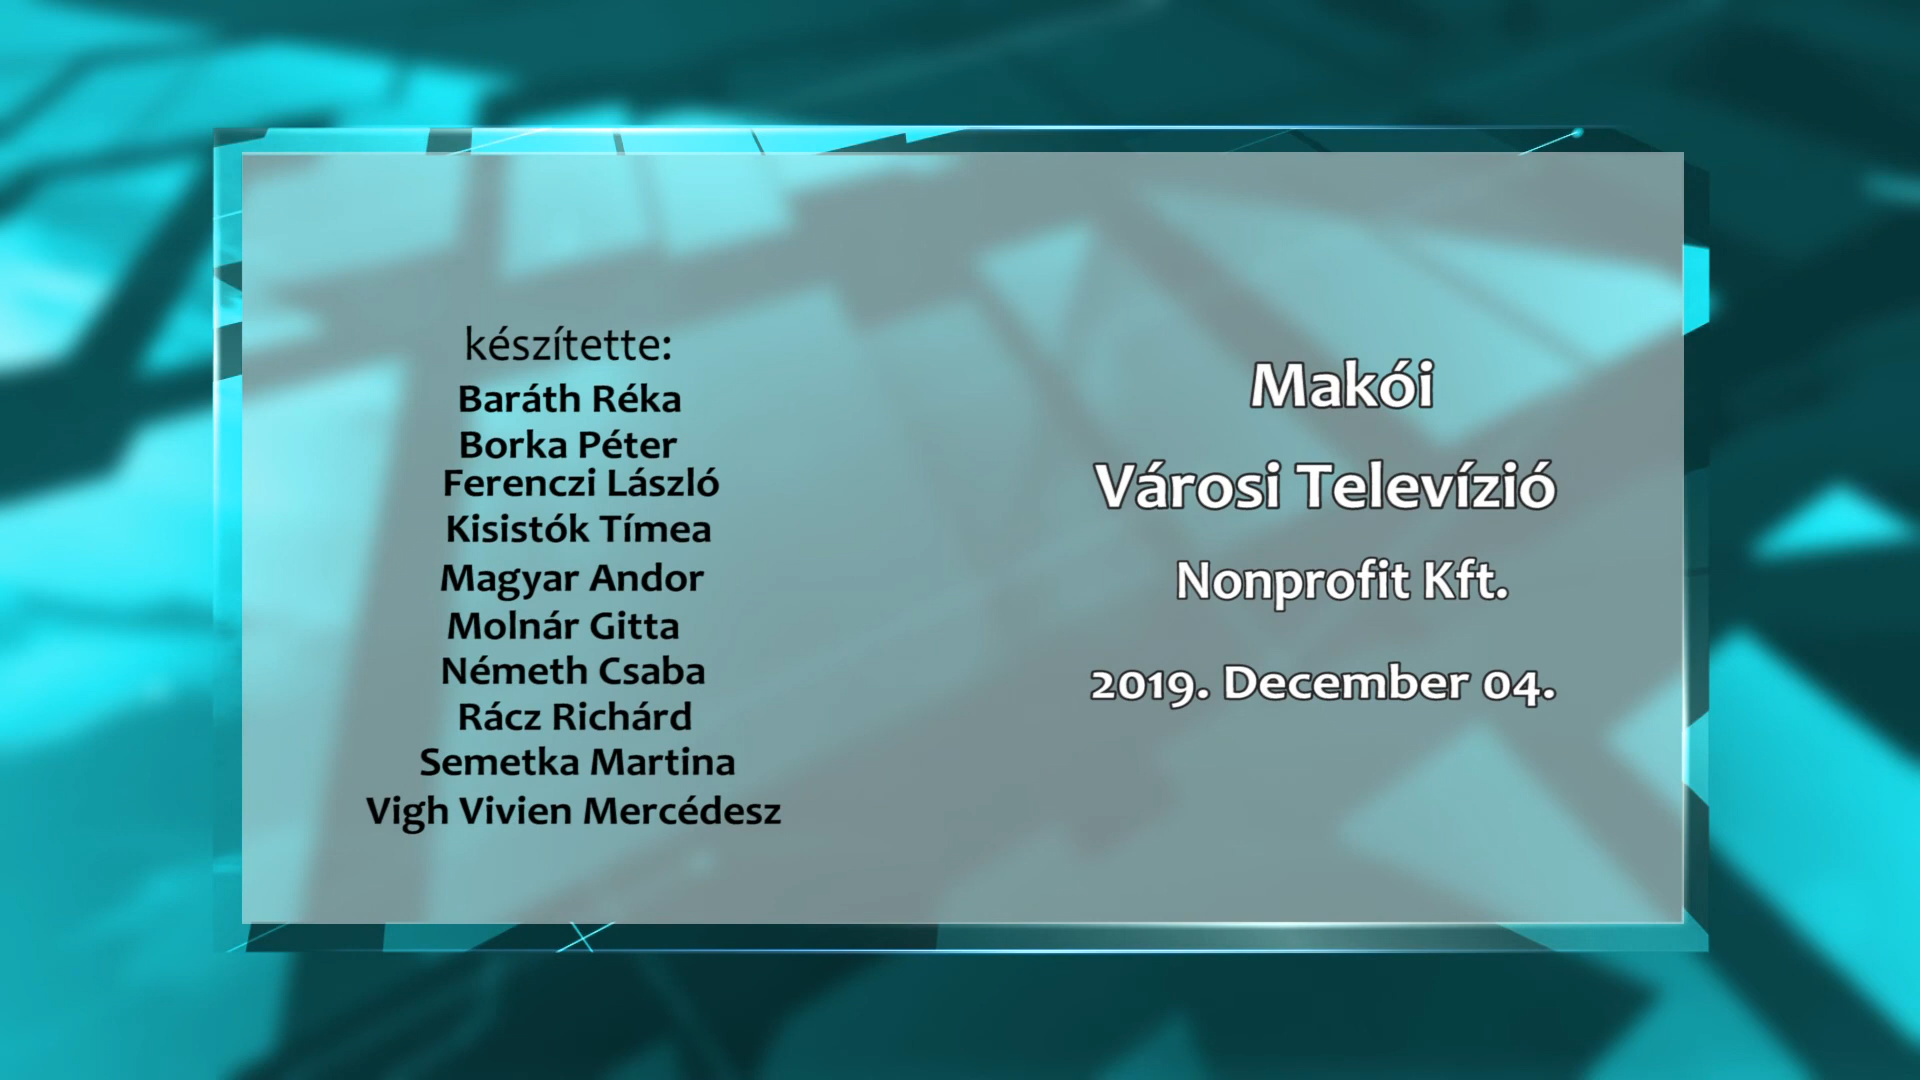 készítette:
Baráth Réka
Borka Péter
Ferenczi László
Kisistók Tímea
Magyar Andor
Molnár Gitta
Németh Csaba
Rácz Richárd
Semetka Martina
Vigh Vivien Mercédesz
Makói
Városi Televízió
Nonprofit Kft.
2019. December 04.